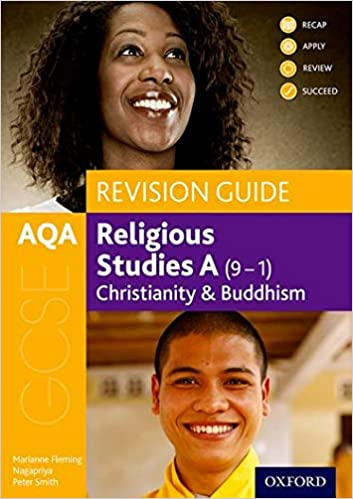 RECAP
APPLY
REVIEW
SUCCEED
REVISION GUIDE
AQA
GCSE
Religious
Studies A (9 – 1)
Christianity & Buddhism
Marianne Fleming
Nagapriya
Peter Smith
OXFORD